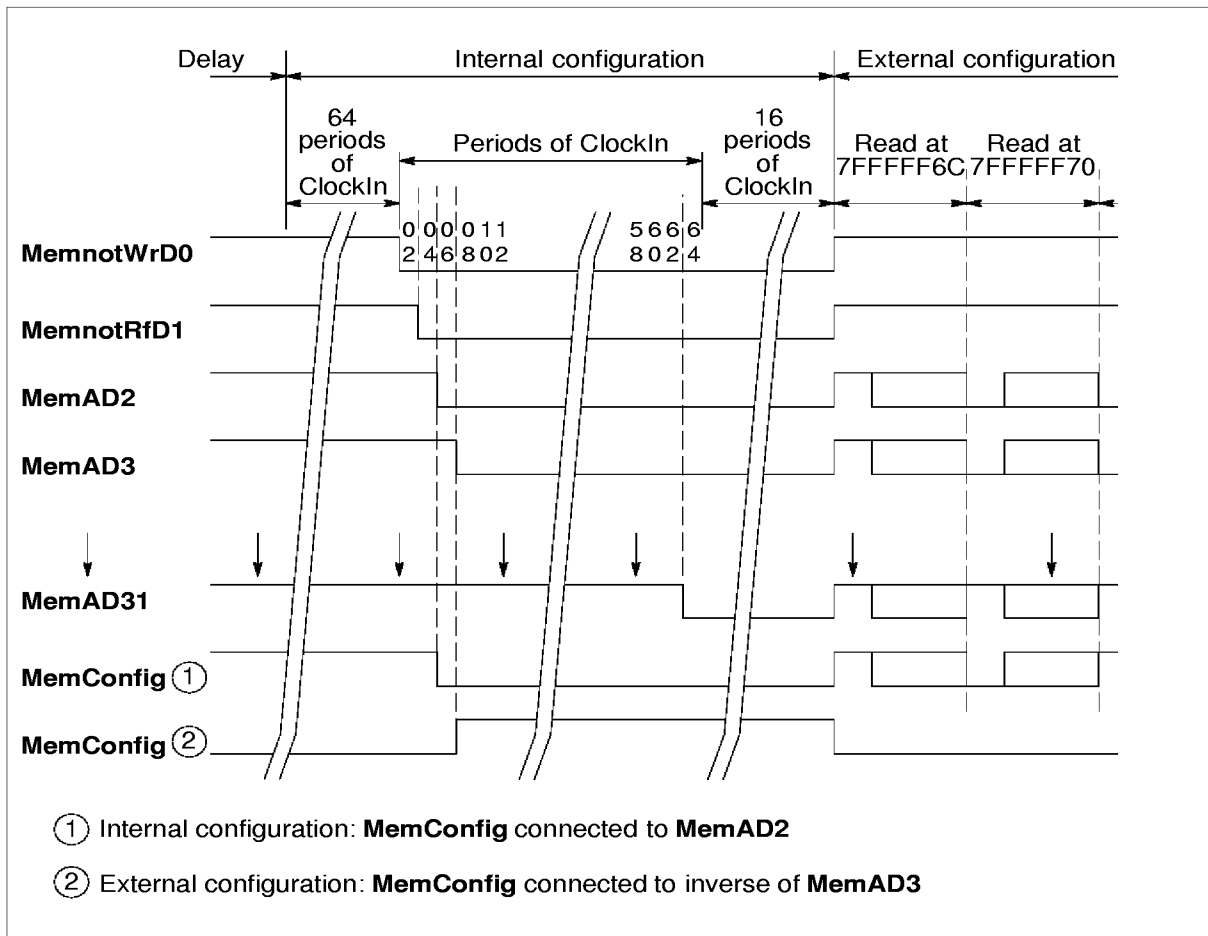 Delay Internal configuration External configuration
64 periods of ClockIn
Periods of ClockIn
16 periods of ClockIn
Read at 7FFFFF6C
Read at 7FFFFF70
0 0 0 0 1 1 5 6 6 6
2 4 6 8 0 2 8 0 2 4
MemnotWrD0
MemnotRfD1
MemAD2
MemAD3
MemAD31
MemConfig 1
MemConfig 2
1 Internal configuration: MemConfig connected to MemAD2
2 External configuration: MemConfig connected to inverse of MemAD3